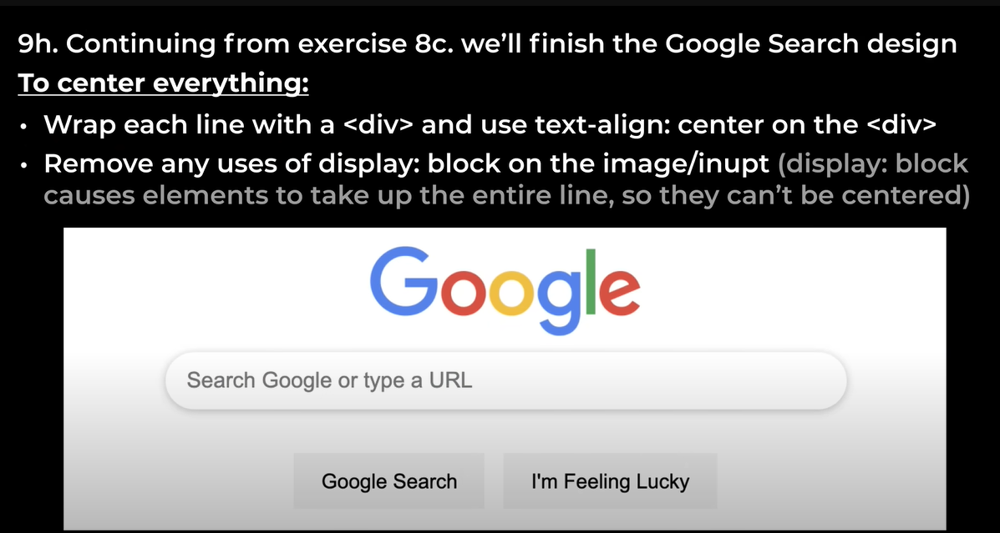 9h. Continuing from exercise 8c. we’ll finish the Google Search design
To center everything:
• Wrap each line with a <div> and use text-align: center on the <div>
• Remove any uses of display: block on the image/inupt (display: block
causes elements to take up the entire line, so they can’t be centered)
Google
Search Google or type a URL
Google Search I'm Feeling Lucky